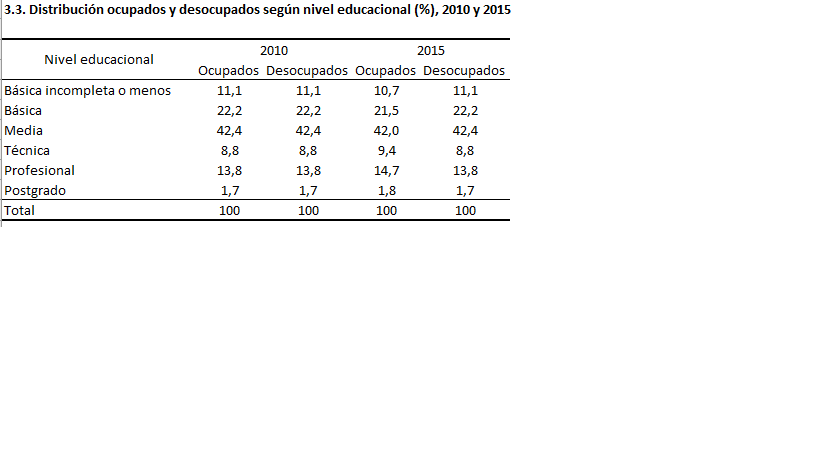 3.3. Distribución ocupados y desocupados según nivel educacional (%), 2010 y 2015
Nivel educacional 2010 2015
Ocupados Desocupados Ocupados Desocupados
Básica incompleta o menos 11,1 11,1 10,7 11,1
Básica 22,2 22,2 21,5 22,2
Media 42,4 42,4 42,0 42,4
Técnica 8,8 8,8 9,4 8,8
Profesional 13,8 13,8 14,7 13,8
Postgrado 1,7 1,7 1,8 1,7
Total 100 100 100 100